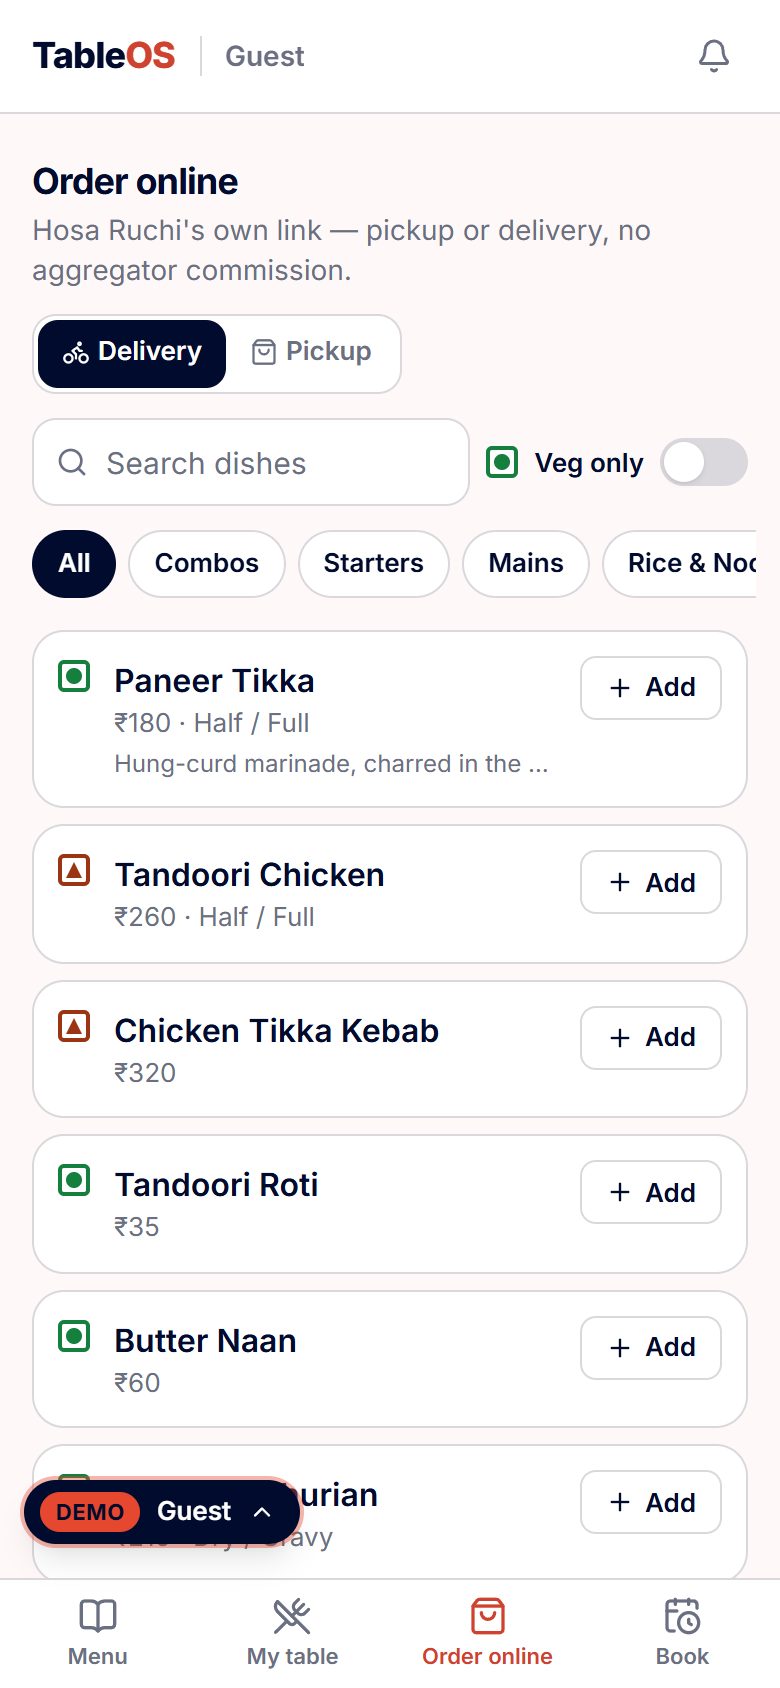 TableOS Guest
Order online
Hosa Ruchi's own link — pickup or delivery, no
aggregator commission.
Delivery Pickup
Search dishes Veg only
All Combos Starters Mains Rice & Noo
Paneer Tikka
Add
₹180 · Half / Full
Hung-curd marinade, charred in the ...
Tandoori Chicken
Add
₹260 · Half / Full
Chicken Tikka Kebab
Add
₹320
Tandoori Roti
Add
₹35
Butter Naan
Add
₹60
urian
Add
DEMO Guest
Menu My table Order online Book